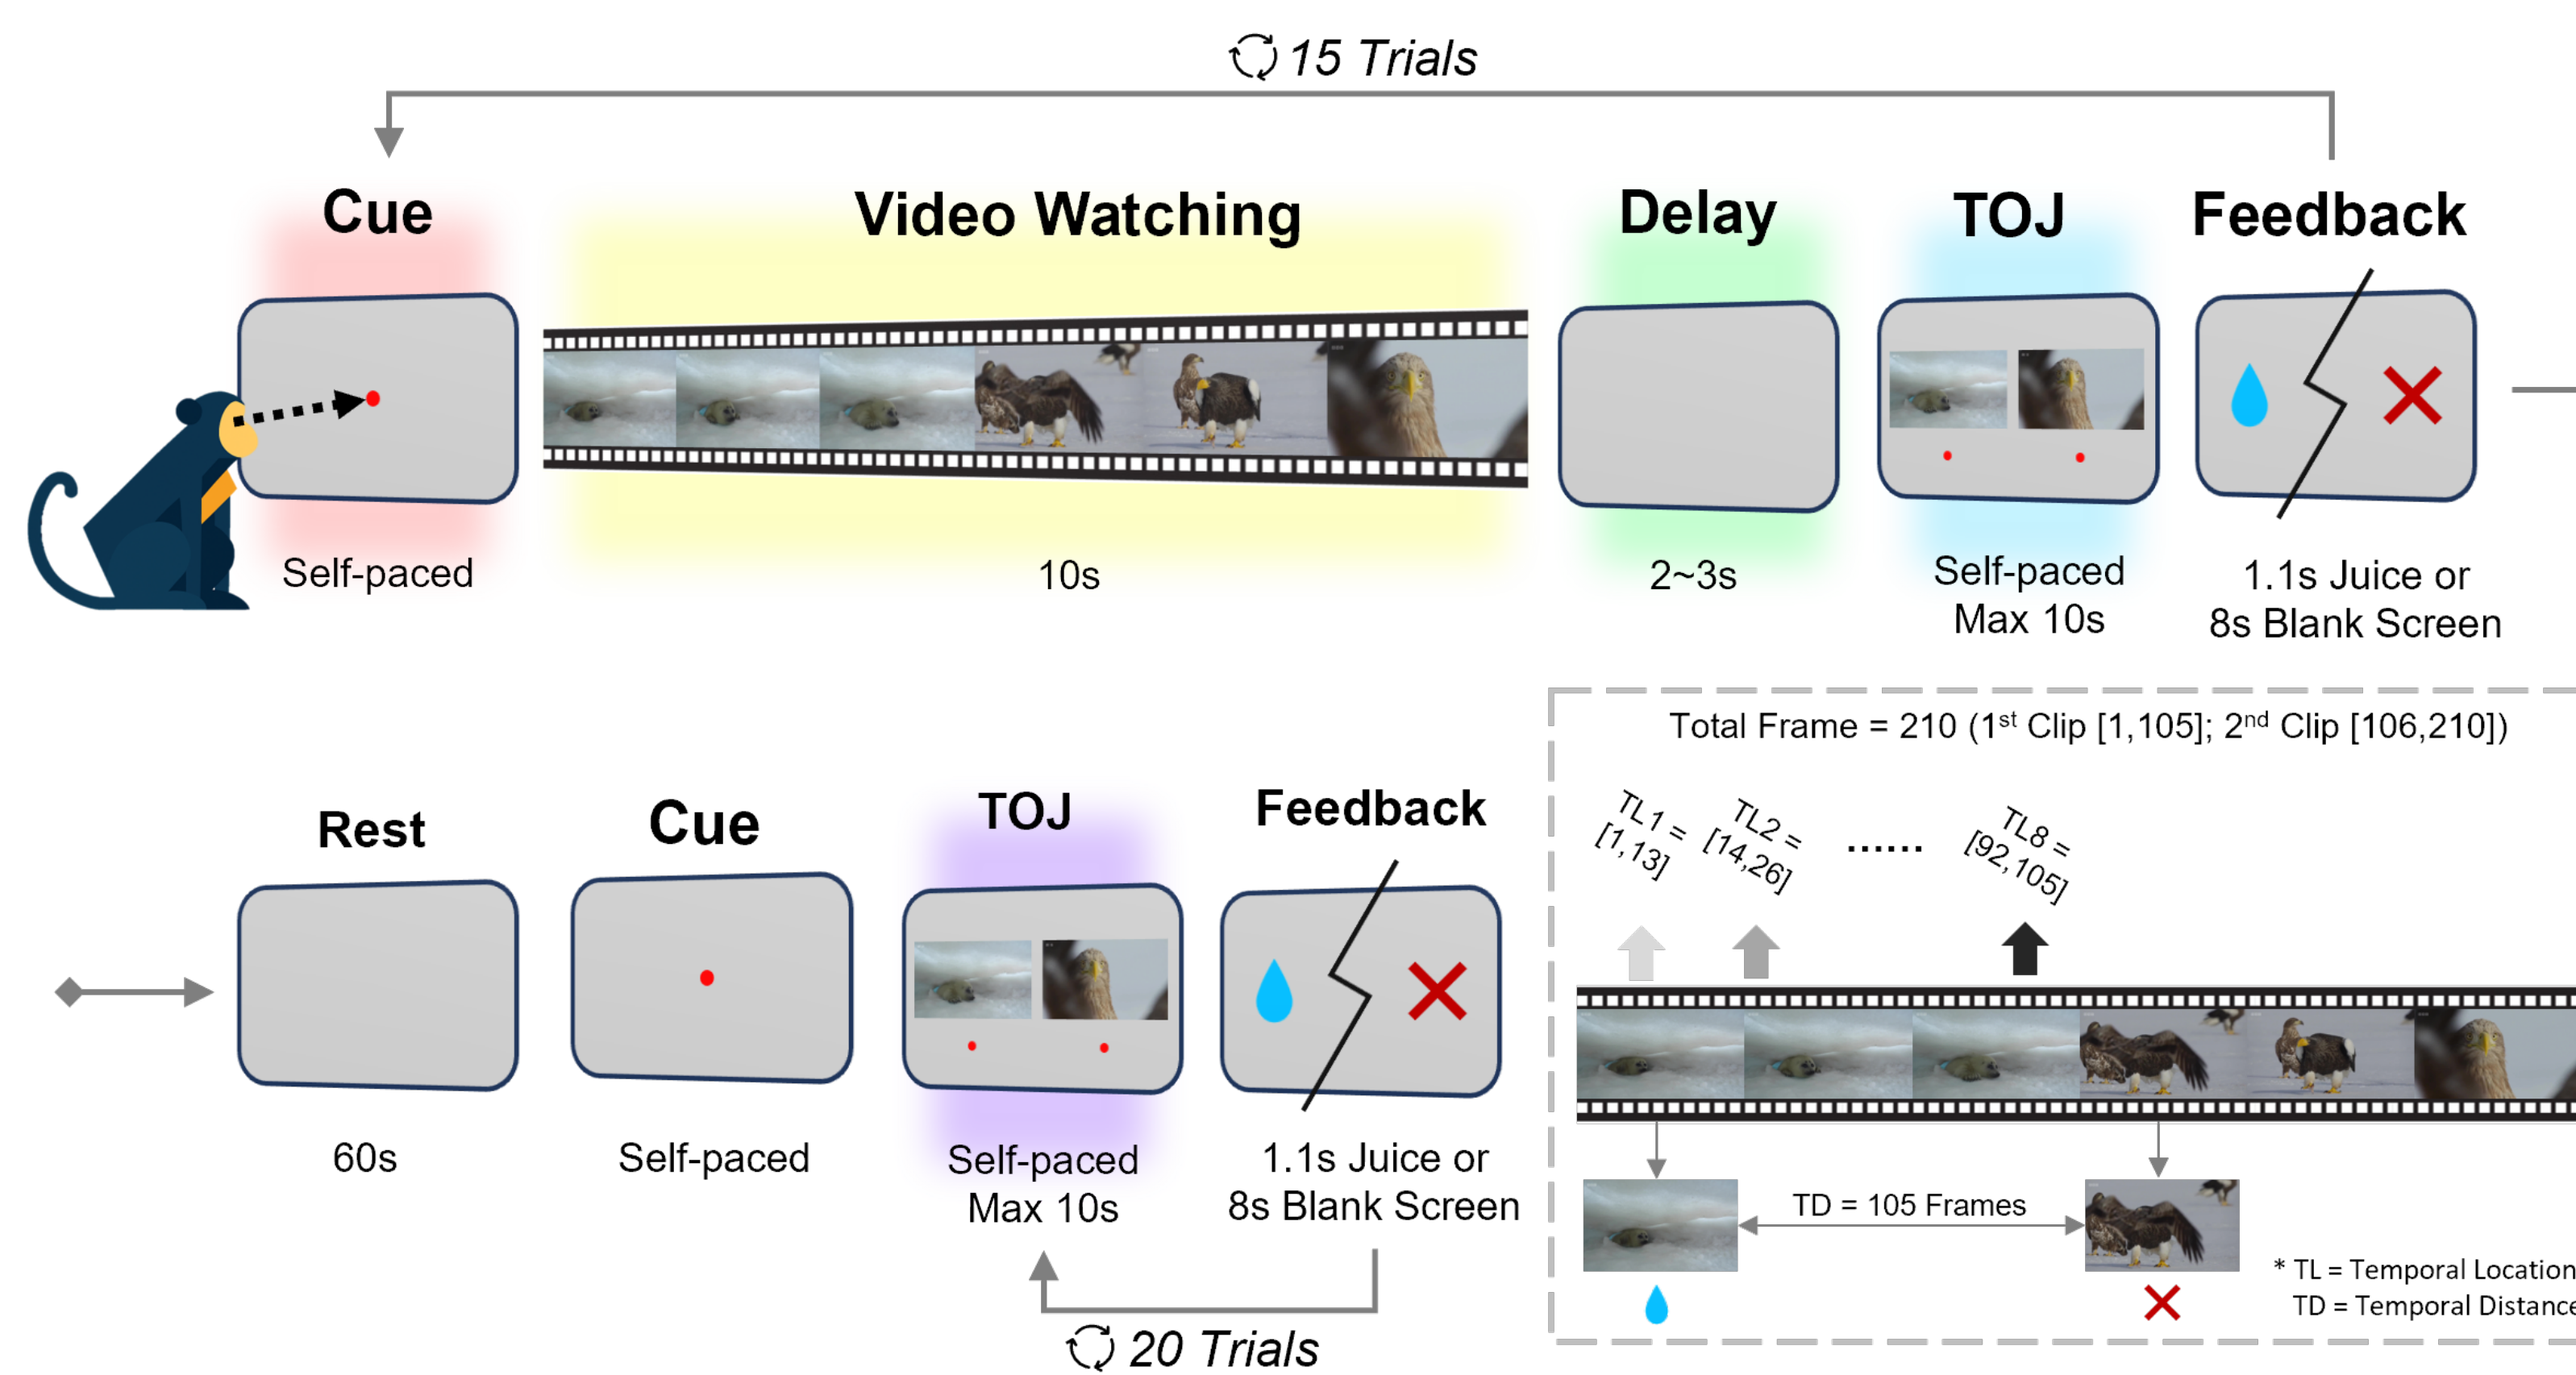 15 Trials
Cue
Video Watching
Delay
TOJ
Feedback
Self-paced
10s
2~3s
Self-paced
Max 10s
1.1s Juice or
8s Blank Screen
Total Frame = 210 (1st Clip [1,105]; 2nd Clip [106,210])
Rest
Cue
TOJ
Feedback
TL1 =
[1,13]
TL2 =
[14,26]
......
TL8 =
[92,105]
60s
Self-paced
Self-paced
Max 10s
1.1s Juice or
8s Blank Screen
TD = 105 Frames
* TL = Temporal Location
TD = Temporal Distance
20 Trials